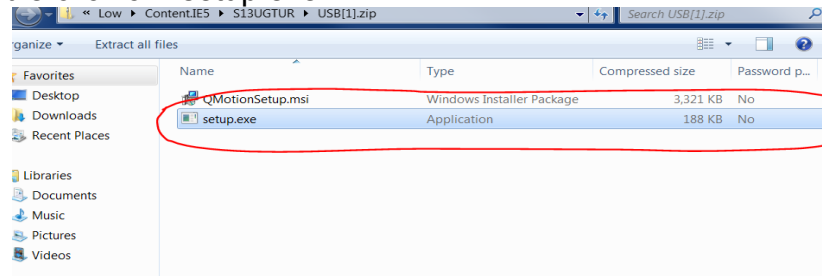 « Low ▸ Content.IE5 ▸ S13UGTUR ▸ USB[1].zip
Search USB[1].zip
rganize ▾ Extract all files
Name Type Compressed size Password p...
Favorites
Desktop
Downloads
Recent Places
QMotionSetup.msi Windows Installer Package 3,321 KB No
setup.exe Application 188 KB No
Libraries
Documents
Music
Pictures
Videos